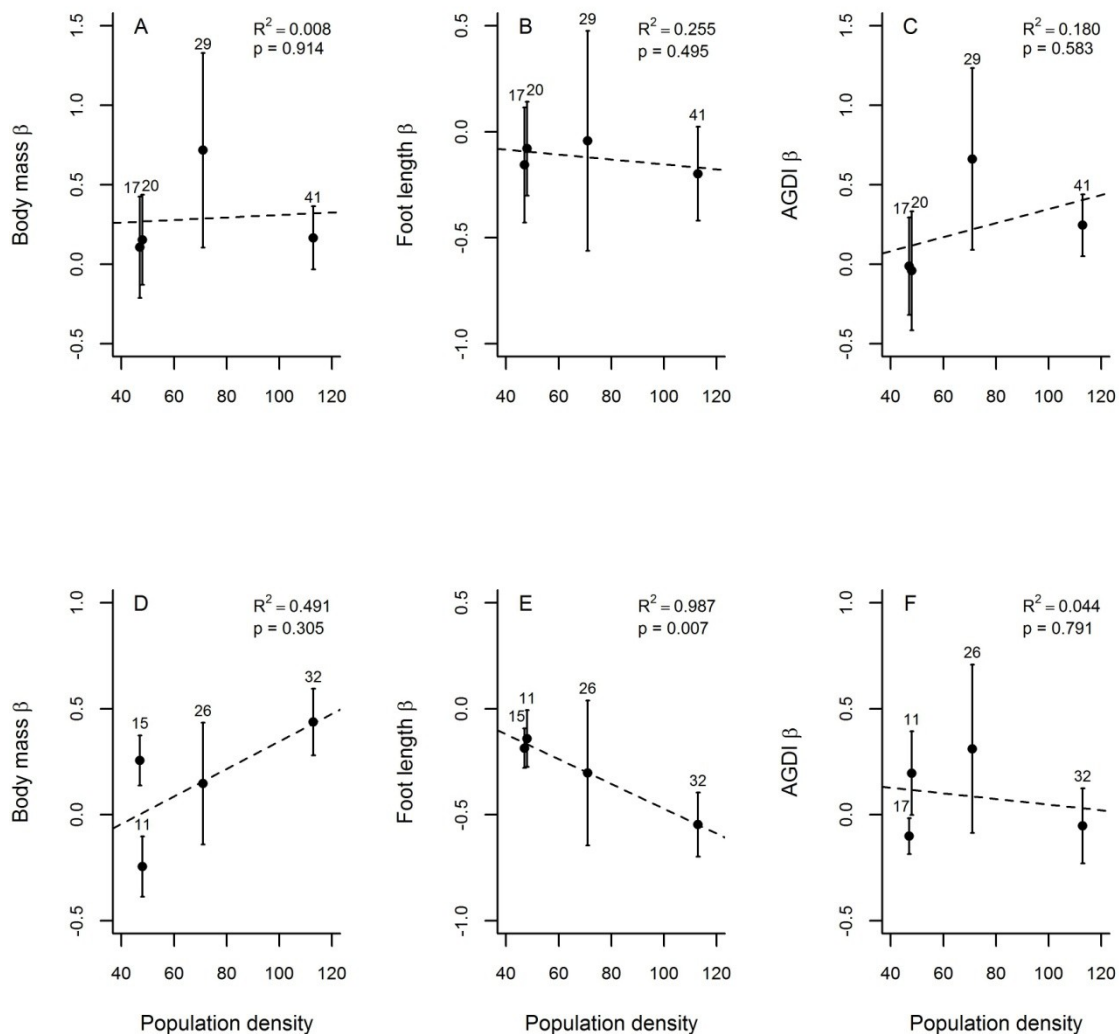 A
R² = 0.008
p = 0.914
Body mass β
1.5
1.0
0.5
0.0
-0.5
17
20
29
41
40 60 80 100 120
B
R² = 0.255
p = 0.495
Foot length β
0.5
0.0
-0.5
-1.0
17
20
29
41
40 60 80 100 120
C
R² = 0.180
p = 0.583
AGDI β
1.5
1.0
0.5
0.0
-0.5
17
20
29
41
40 60 80 100 120
D
R² = 0.491
p = 0.305
Body mass β
1.0
0.5
0.0
-0.5
15
11
26
32
40 60 80 100 120
Population density
E
R² = 0.987
p = 0.007
Foot length β
0.5
0.0
-0.5
-1.0
15
11
26
32
40 60 80 100 120
Population density
F
R² = 0.044
p = 0.791
AGDI β
1.0
0.5
0.0
-0.5
17
11
26
32
40 60 80 100 120
Population density